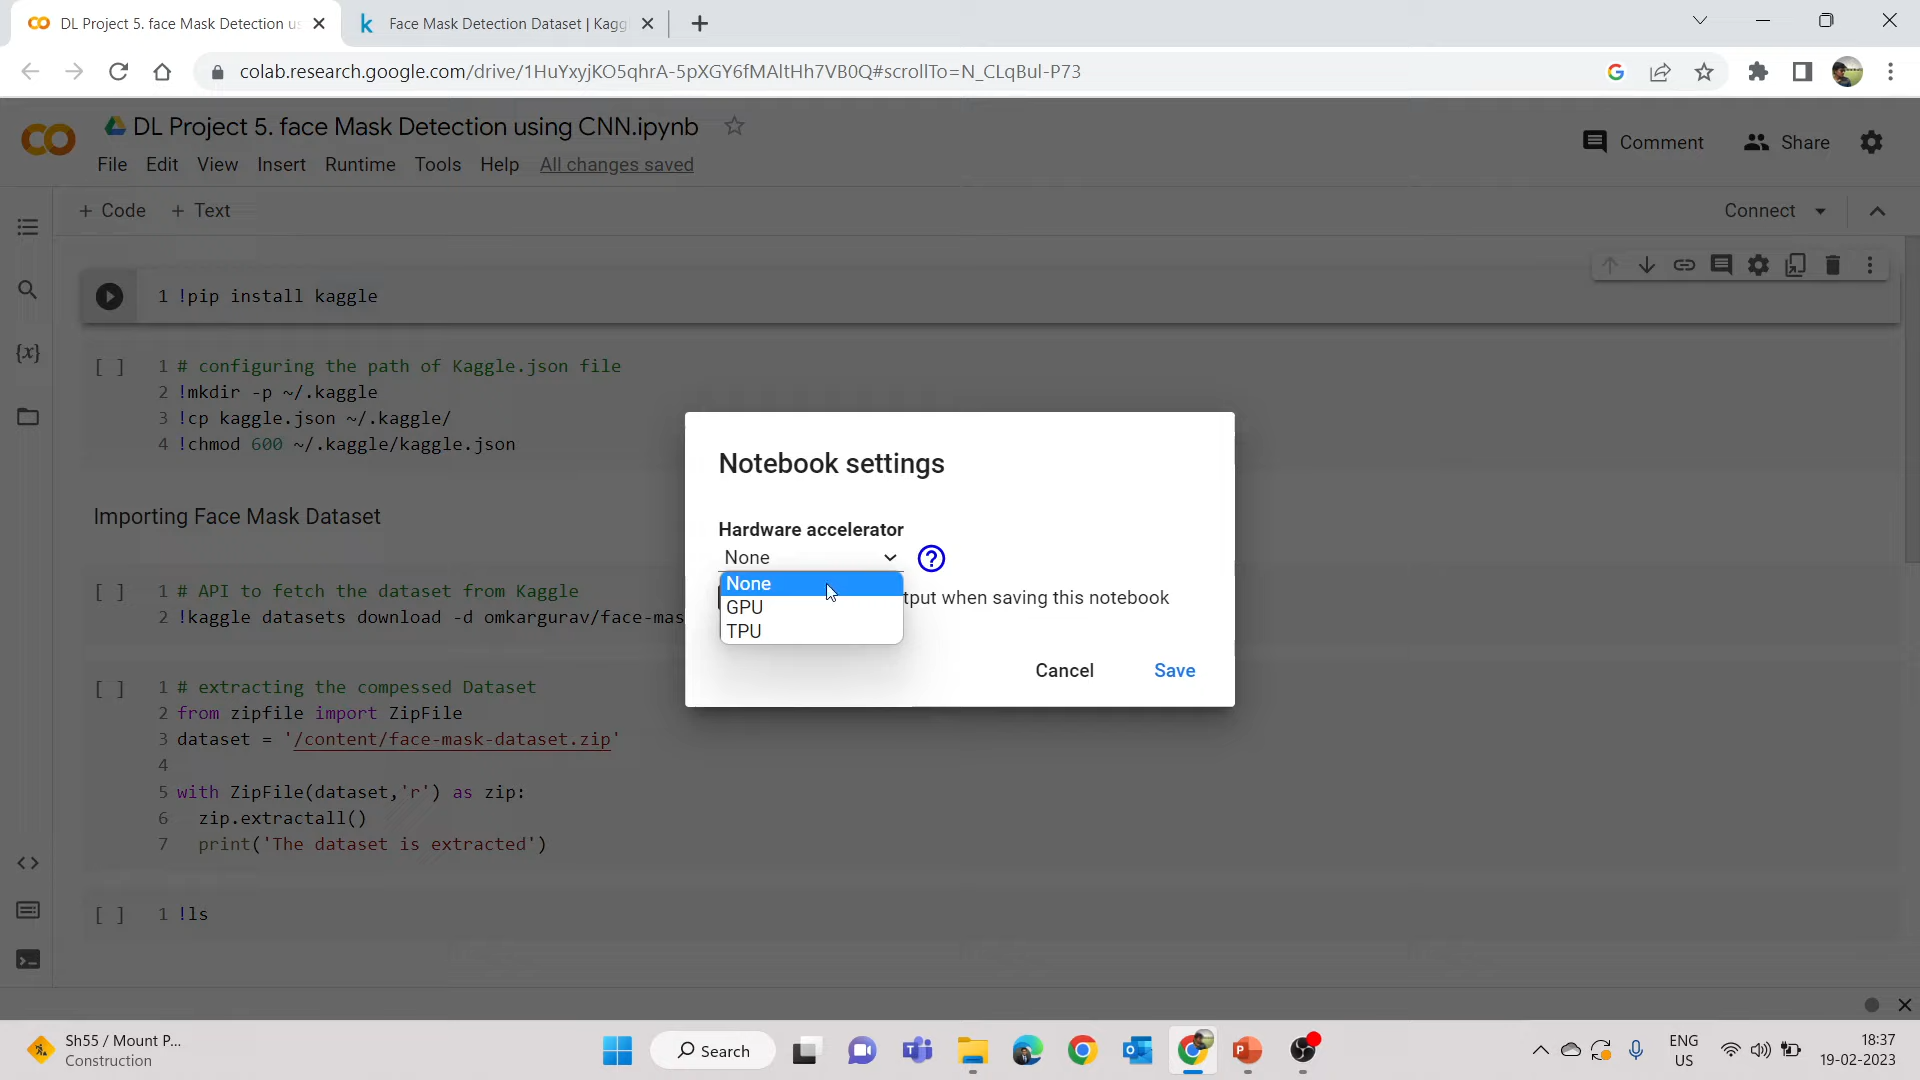 DL Project 5. face Mask Detection us
Face Mask Detection Dataset | Kagg
colab.research.google.com/drive/1HuYxyjKO5qhrA-5pXGY6fMAltHh7VB0Q#scrollTo=N_CLqBul-P73
DL Project 5. face Mask Detection using CNN.ipynb
File Edit View Insert Runtime Tools Help All changes saved
Comment Share
+ Code + Text
Connect
1 !pip install kaggle
[ ] 1 # configuring the path of Kaggle.json file
2 !mkdir -p ~/.kaggle
3 !cp kaggle.json ~/.kaggle/
4 !chmod 600 ~/.kaggle/kaggle.json
Importing Face Mask Dataset
[ ] 1 # API to fetch the dataset from Kaggle
2 !kaggle datasets download -d omkargurav/face-mas
[ ] 1 # extracting the compessed Dataset
2 from zipfile import ZipFile
3 dataset = '/content/face-mask-dataset.zip'
4
5 with ZipFile(dataset,'r') as zip:
6 zip.extractall()
7 print('The dataset is extracted')
[ ] 1 !ls
Notebook settings
Hardware accelerator
None
None
GPU
TPU
tput when saving this notebook
Cancel Save
Sh55 / Mount P...
Construction
Search
ENG
US
18:37
19-02-2023